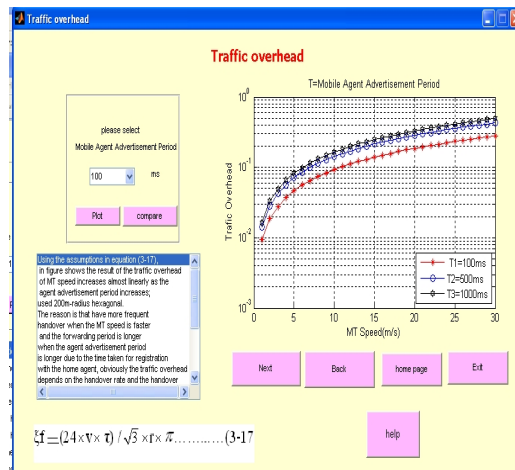 Traffic overhead
Traffic overhead
please select
Mobile Agent Advertisement Period
100
ms
Plot
compare
Using the assumptions in equation (3-17),
in figure shows the result of the traffic overhead
of MT speed increases almost linearly as the
agent advertisement period increases;
used 200m-radius hexagonal.
The reason is that have more frequent
handover when the MT speed is faster
and the forwarding period is longer
when the agent advertisement period
is longer due to the time taken for registration
with the home agent, obviously the traffic overhead
depends on the handover rate and the handover
T=Mobile Agent Advertisement Period
Trafic Overhead
10^0
10^-1
10^-2
10^-3
0 5 10 15 20 25 30
MT Speed(m/s)
T1=100ms
T2=500ms
T3=1000ms
Next
Back
home page
Exit
help
ξf =(24×v×τ) / √3 ×r× π……..…(3-17